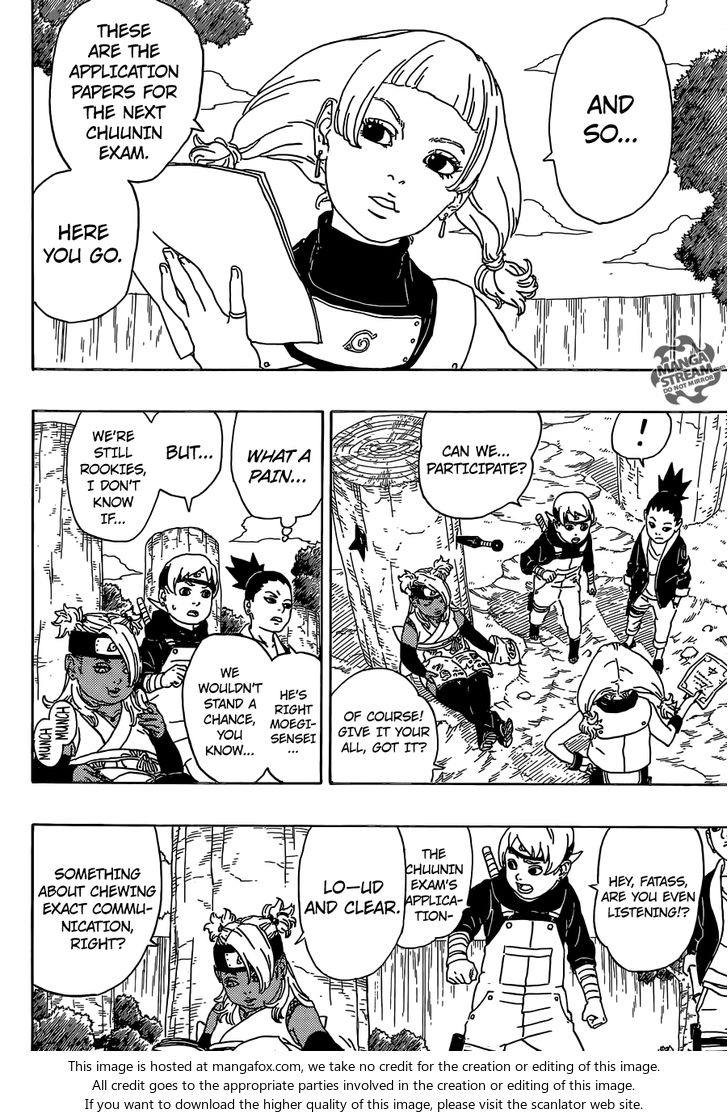 AND
SO...
THESE
ARE THE
APPLICATION
PAPERS FOR
THE NEXT
CHUUNIN
EXAM.
HERE
YOU GO.
MANGA
STREAM.COM
DO NOT MIRROR
!
CAN WE...
PARTICIPATE?
OF COURSE!
GIVE IT YOUR
ALL, GOT IT?
WHAT A
PAIN...
BUT...
WE'RE
STILL
ROOKIES,
I DON'T
KNOW
IF...
HE'S
RIGHT
MOEGI-
SENSEI
...
WE
WOULDN'T
STAND A
CHANCE,
YOU
KNOW...
MUNCH
MUNCH
HEY, FATASS,
ARE YOU EVEN
LISTENING!?
THE
CHUUNIN
EXAM'S
APPLICA-
TION-
LO—UD
AND CLEAR.
SOMETHING
ABOUT CHEWING
EXACT COMMU-
NICATION,
RIGHT?
This image is hosted at mangafox.com, we take no credit for the creation or editing of this image.
All credit goes to the appropriate parties involved in the creation or editing of this image.
If you want to download the higher quality of this image, please visit the scanlator web site.